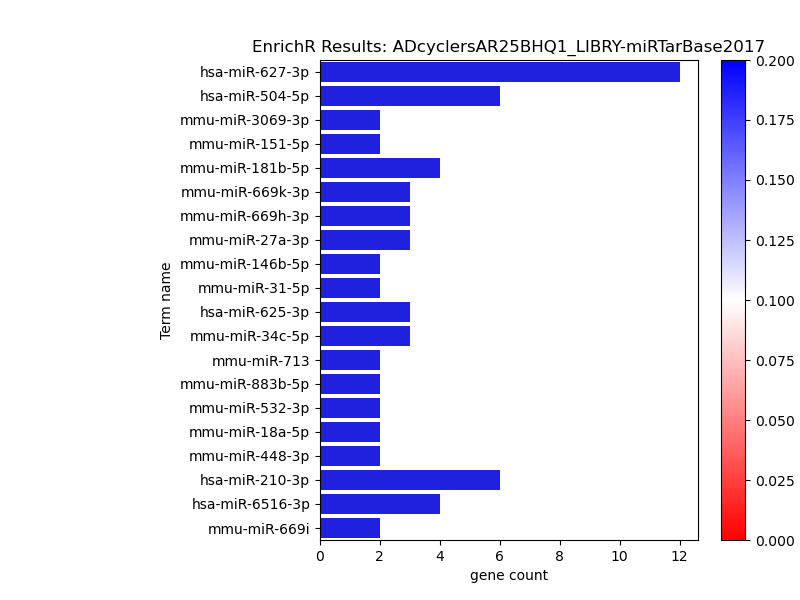 EnrichR Results: ADcyclersAR25BHQ1_LIBRY-miRTarBase2017
hsa-miR-627-3p
hsa-miR-504-5p
mmu-miR-3069-3p
mmu-miR-151-5p
mmu-miR-181b-5p
mmu-miR-669k-3p
mmu-miR-669h-3p
mmu-miR-27a-3p
mmu-miR-146b-5p
mmu-miR-31-5p
hsa-miR-625-3p
mmu-miR-34c-5p
mmu-miR-713
mmu-miR-883b-5p
mmu-miR-532-3p
mmu-miR-18a-5p
mmu-miR-448-3p
hsa-miR-210-3p
hsa-miR-6516-3p
mmu-miR-669i
Term name
0 2 4 6 8 10 12
gene count
0.200
0.175
0.150
0.125
0.100
0.075
0.050
0.025
0.000